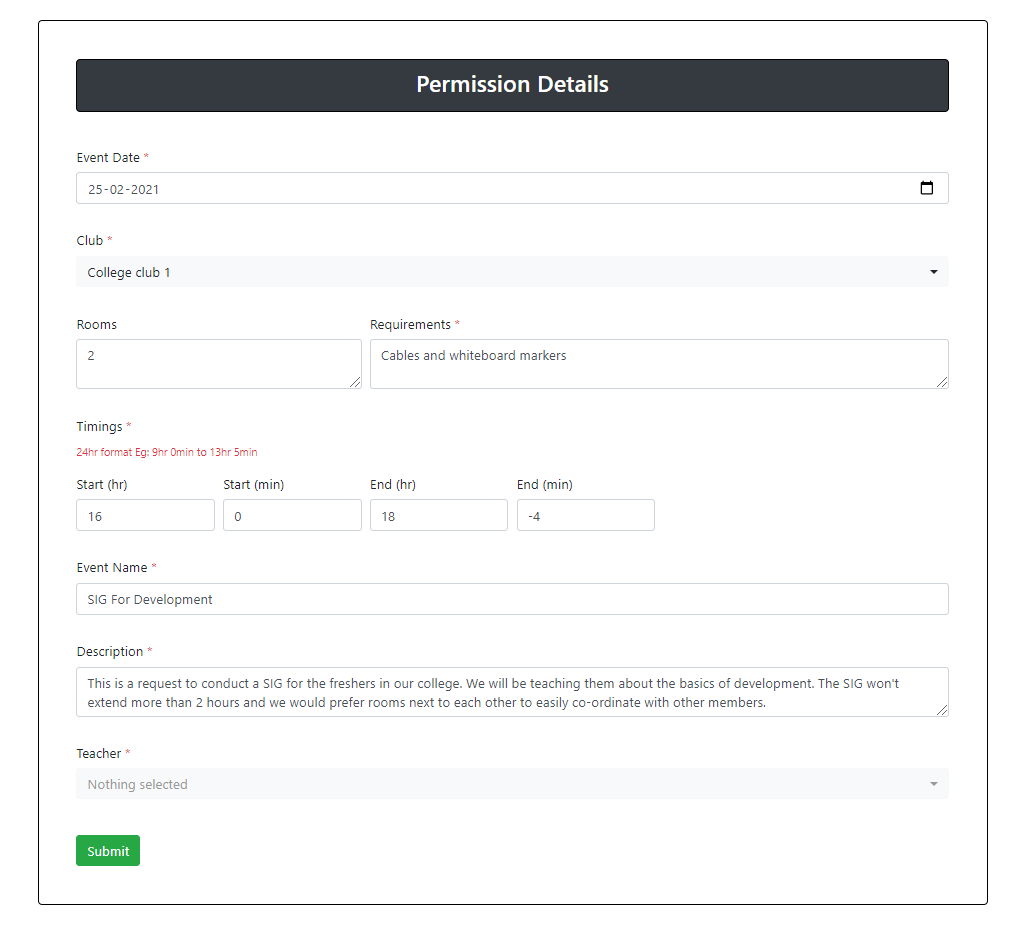 Permission Details
Event Date *
25-02-2021
Club *
College club 1
Rooms
Requirements *
2
Cables and whiteboard markers
Timings *
24hr format Eg: 9hr 0min to 13hr 5min
Start (hr)
Start (min)
End (hr)
End (min)
16
0
18
-4
Event Name *
SIG For Development
Description *
This is a request to conduct a SIG for the freshers in our college. We will be teaching them about the basics of development. The SIG won't
extend more than 2 hours and we would prefer rooms next to each other to easily co-ordinate with other members.
Teacher *
Nothing selected
Submit